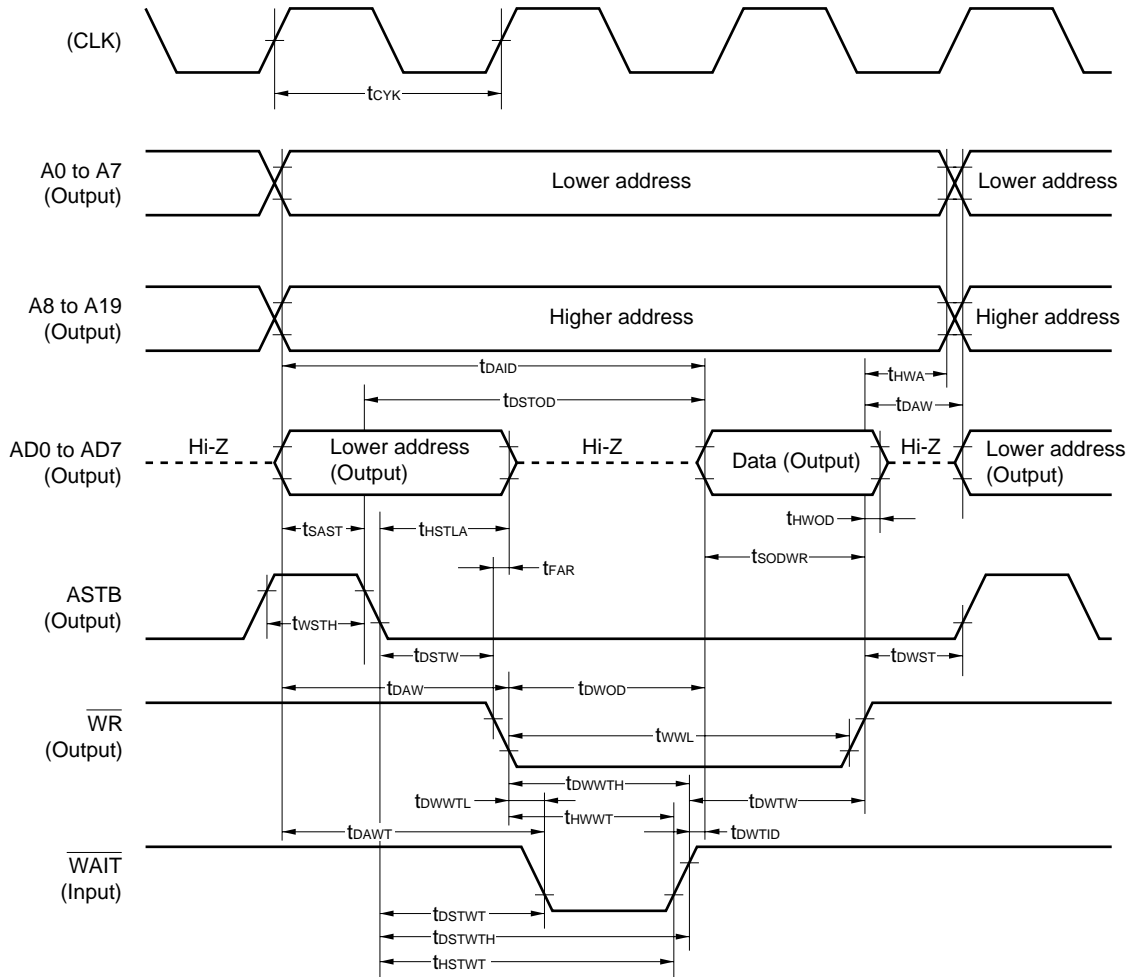 (CLK)
tCYK
A0 to A7
(Output)
Lower address
Lower address
A8 to A19
(Output)
Higher address
Higher address
tDAID
tHWA
tDSTOD
tDAW
AD0 to AD7
(Output)
Hi-Z
Lower address
(Output)
Hi-Z
Data (Output)
Hi-Z
Lower address
(Output)
tSAST
tHSTLA
tHWOD
tSODWR
tFAR
ASTB
(Output)
tWSTH
tDSTW
tDWST
tDAW
tDWOD
WR
(Output)
tWWL
tDWWTH
tDWWTL
tDWTW
tHWWT
tDAWT
tDWTID
WAIT
(Input)
tDSTWT
tDSTWTH
tHSTWT